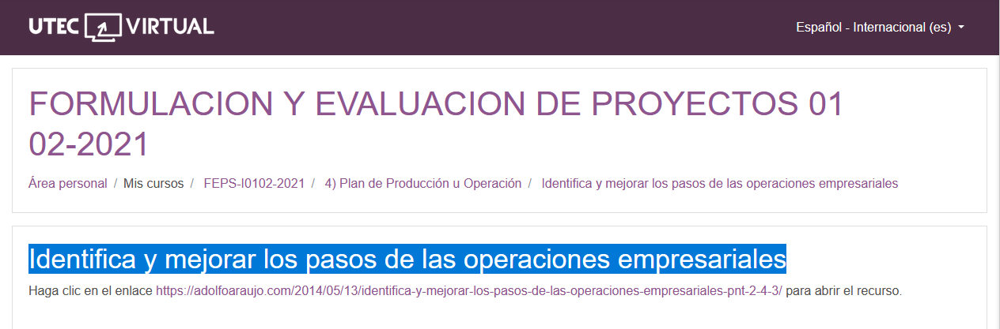 UTEC VIRTUAL
Español - Internacional (es)
FORMULACION Y EVALUACION DE PROYECTOS 01
02-2021
Área personal / Mis cursos / FEPS-I0102-2021 / 4) Plan de Producción u Operación / Identifica y mejorar los pasos de las operaciones empresariales
Identifica y mejorar los pasos de las operaciones empresariales
Haga clic en el enlace https://adolfoaraujo.com/2014/05/13/identifica-y-mejorar-los-pasos-de-las-operaciones-empresariales-pnt-2-4-3/ para abrir el recurso.